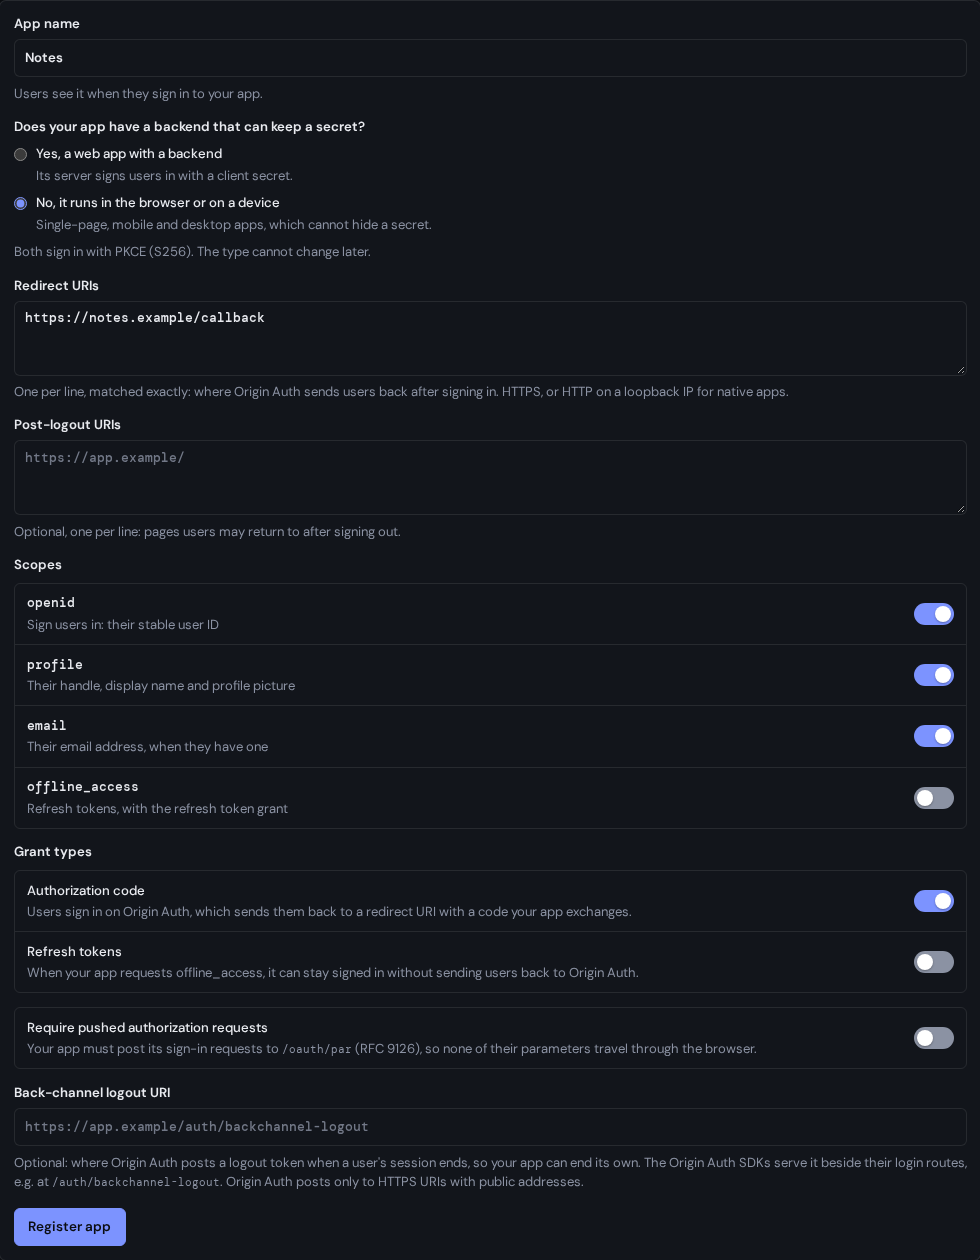 App name
Notes
Users see it when they sign in to your app.
Does your app have a backend that can keep a secret?
Yes, a web app with a backend
Its server signs users in with a client secret.
No, it runs in the browser or on a device
Single-page, mobile and desktop apps, which cannot hide a secret.
Both sign in with PKCE (S256). The type cannot change later.
Redirect URIs
https://notes.example/callback
One per line, matched exactly: where Origin Auth sends users back after signing in. HTTPS, or HTTP on a loopback IP for native apps.
Post-logout URIs
https://app.example/
Optional, one per line: pages users may return to after signing out.
Scopes
openid
Sign users in: their stable user ID
profile
Their handle, display name and profile picture
email
Their email address, when they have one
offline_access
Refresh tokens, with the refresh token grant
Grant types
Authorization code
Users sign in on Origin Auth, which sends them back to a redirect URI with a code your app exchanges.
Refresh tokens
When your app requests offline_access, it can stay signed in without sending users back to Origin Auth.
Require pushed authorization requests
Your app must post its sign-in requests to /oauth/par (RFC 9126), so none of their parameters travel through the browser.
Back-channel logout URI
https://app.example/auth/backchannel-logout
Optional: where Origin Auth posts a logout token when a user's session ends, so your app can end its own. The Origin Auth SDKs serve it beside their login routes,
e.g. at /auth/backchannel-logout. Origin Auth posts only to HTTPS URIs with public addresses.
Register app